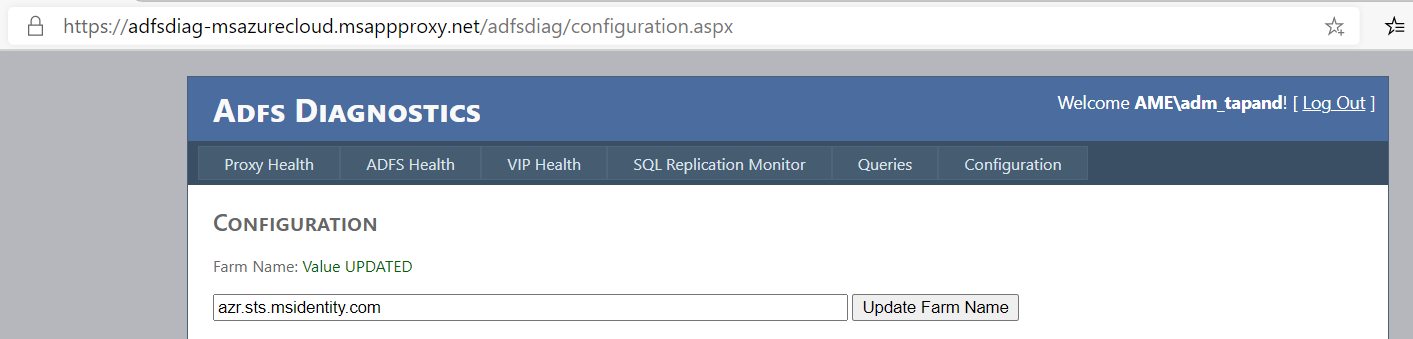 https://adfsdiag-msazurecloud.msappproxy.net/adfsdiag/configuration.aspx
ADFS DIAGNOSTICS
Welcome AME\adm_tapand! [ Log Out ]
Proxy Health ADFS Health VIP Health SQL Replication Monitor Queries Configuration
CONFIGURATION
Farm Name: Value UPDATED
azr.sts.msidentity.com Update Farm Name